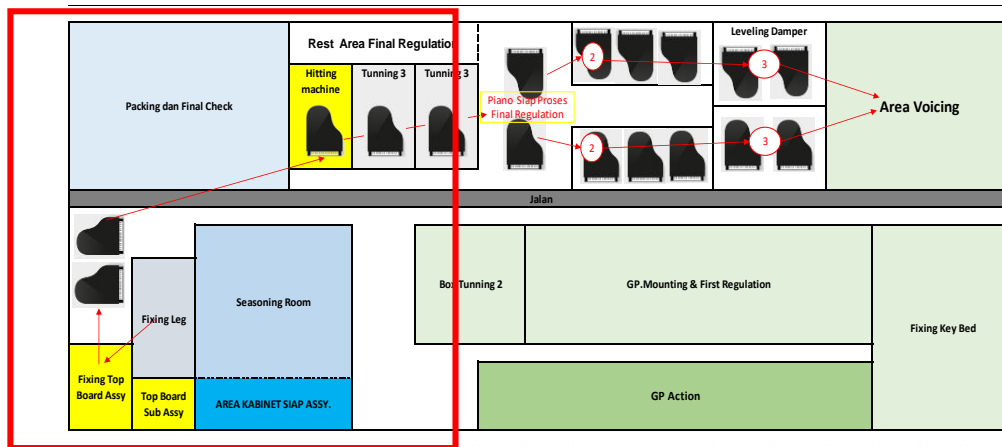 Rest Area Final Regulation
Leveling Damper
Packing dan Final Check
Hitting
machine
Tunning 3
Tunning 3
Piano Siap Proses
Final Regulation
2
3
2
3
Area Voicing
Jalan
Fixing Leg
Seasoning Room
Box Tunning 2
GP.Mounting & First Regulation
Fixing Key Bed
Fixing Top
Board Assy
Top Board
Sub Assy
AREA KABINET SIAP ASSY.
GP Action